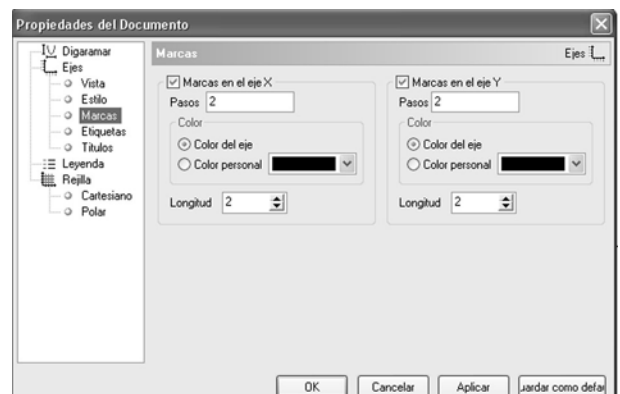 Propiedades del Documento
Digaramar
Ejes
Vista
Estilo
Marcas
Etiquetas
Titulos
Leyenda
Rejilla
Cartesiano
Polar
Marcas
Ejes
Marcas en el eje X
Pasos 2
Color
Color del eje
Color personal
Longitud 2
Marcas en el eje Y
Pasos 2
Color
Color del eje
Color personal
Longitud 2
OK
Cancelar
Aplicar
uardar como defau